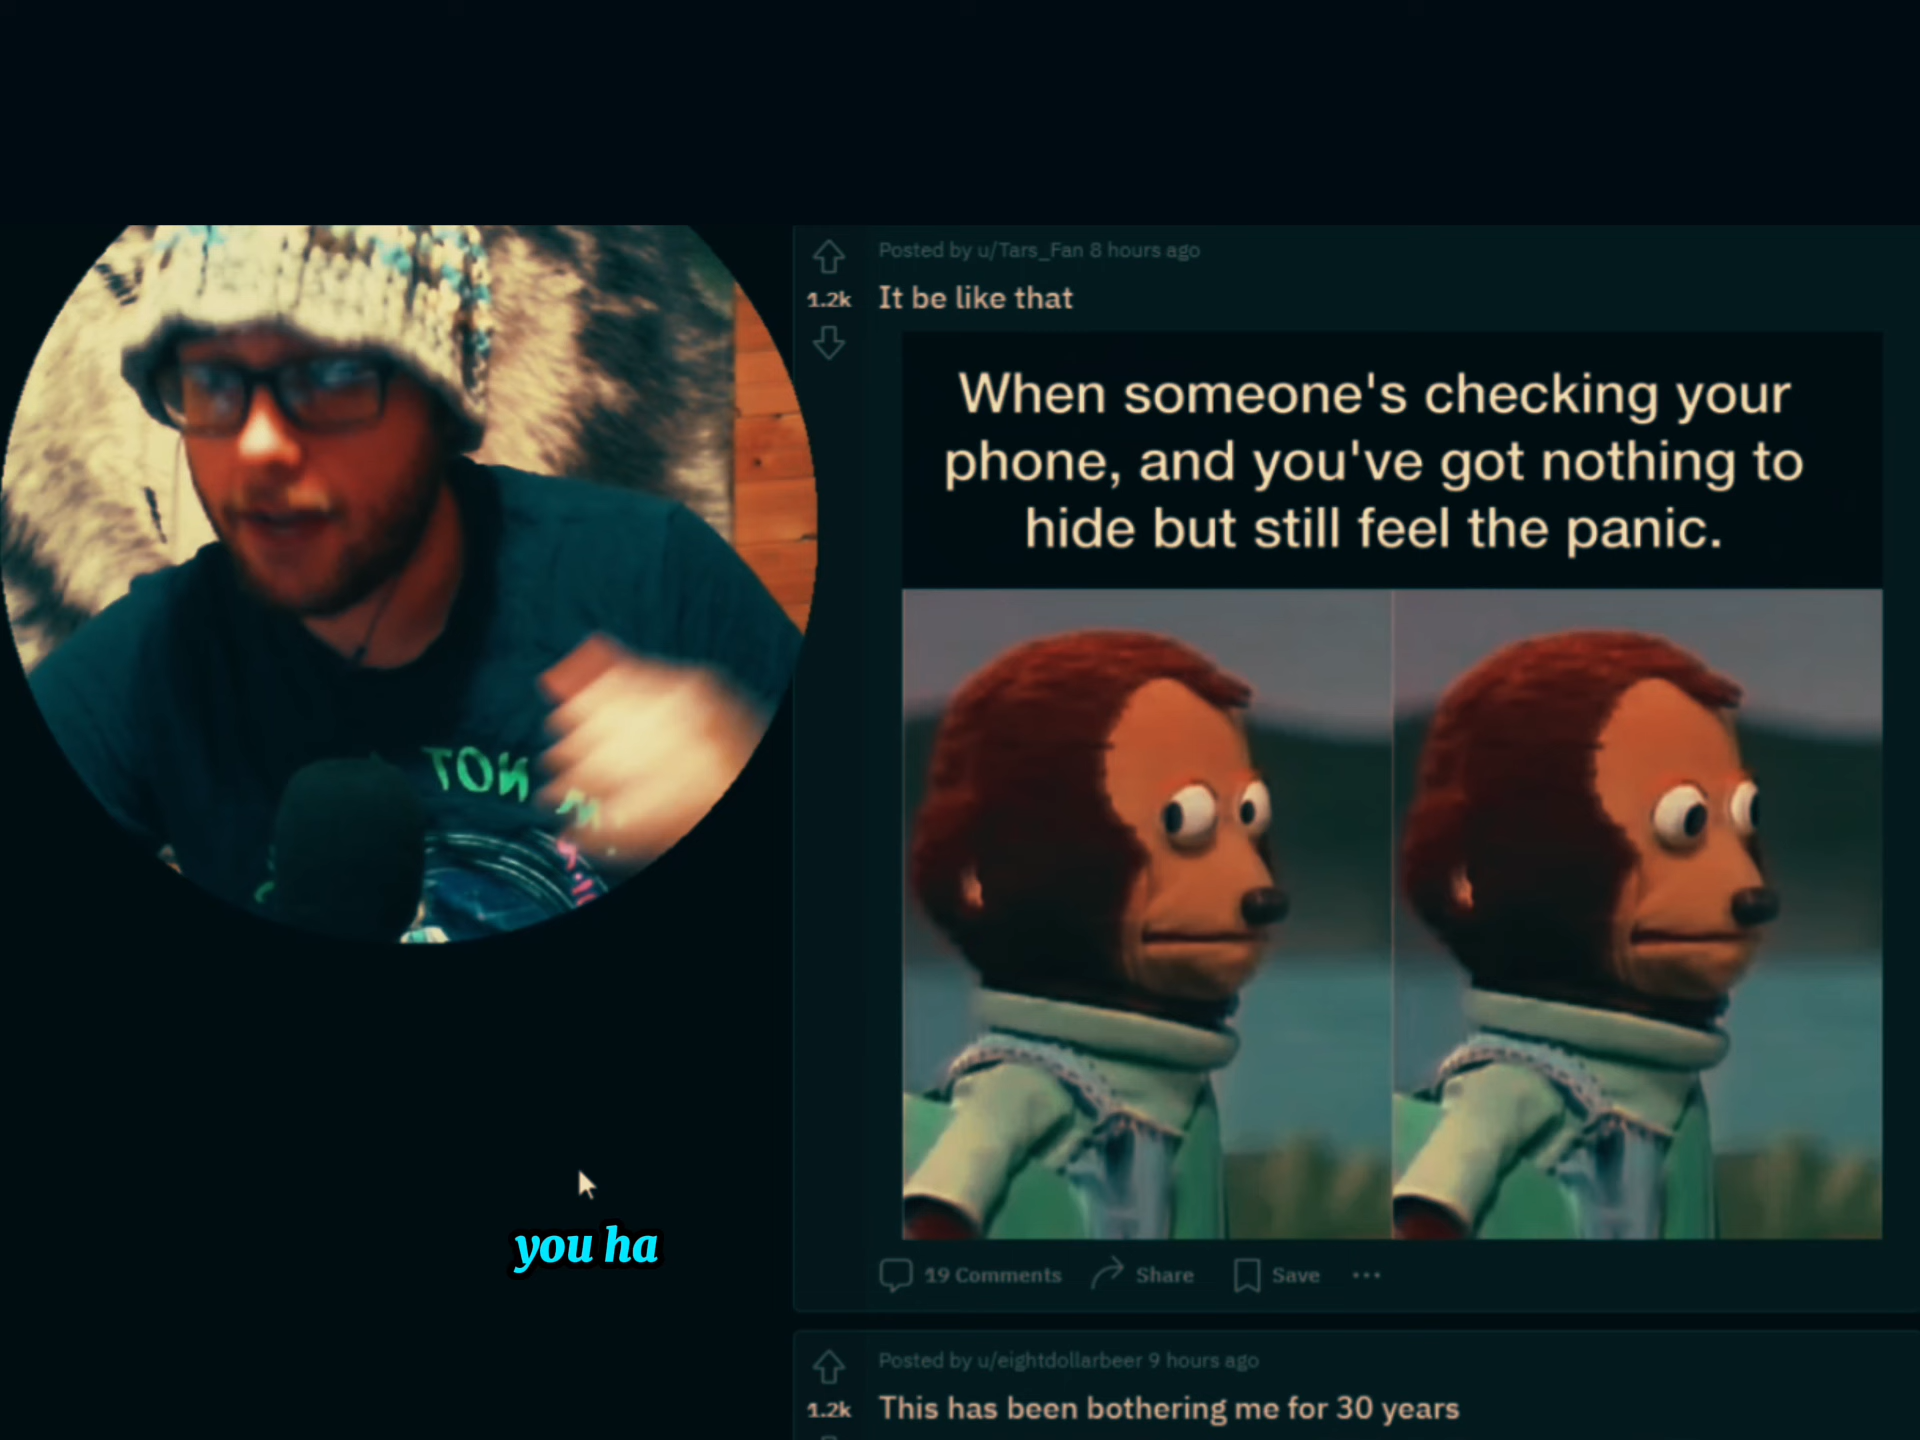 Posted by u/Tars_Fan 8 hours ago
1.2k
It be like that
When someone's checking your
phone, and you've got nothing to
hide but still feel the panic.
NOT
you ha
19 Comments
Share
Save
Posted by u/eightdollarbeer 9 hours ago
1.2k
This has been bothering me for 30 years